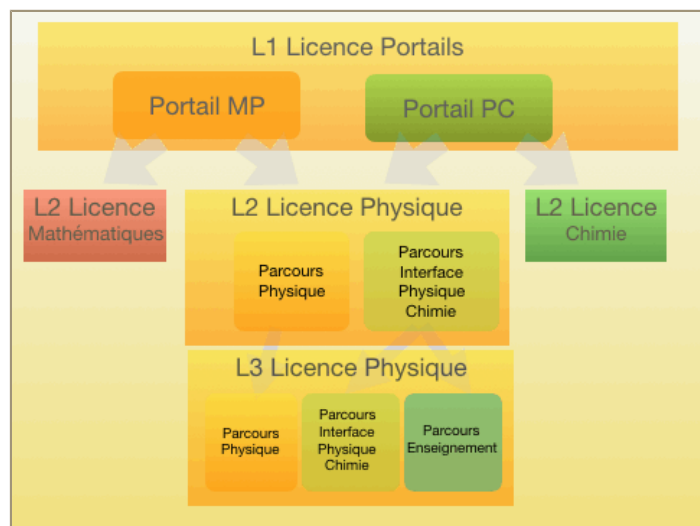 L1 Licence Portails
Portail MP
Portail PC
L2 Licence
Mathématiques
L2 Licence Physique
Parcours
Physique
Parcours
Interface
Physique
Chimie
L2 Licence
Chimie
L3 Licence Physique
Parcours
Physique
Parcours
Interface
Physique
Chimie
Parcours
Enseignement